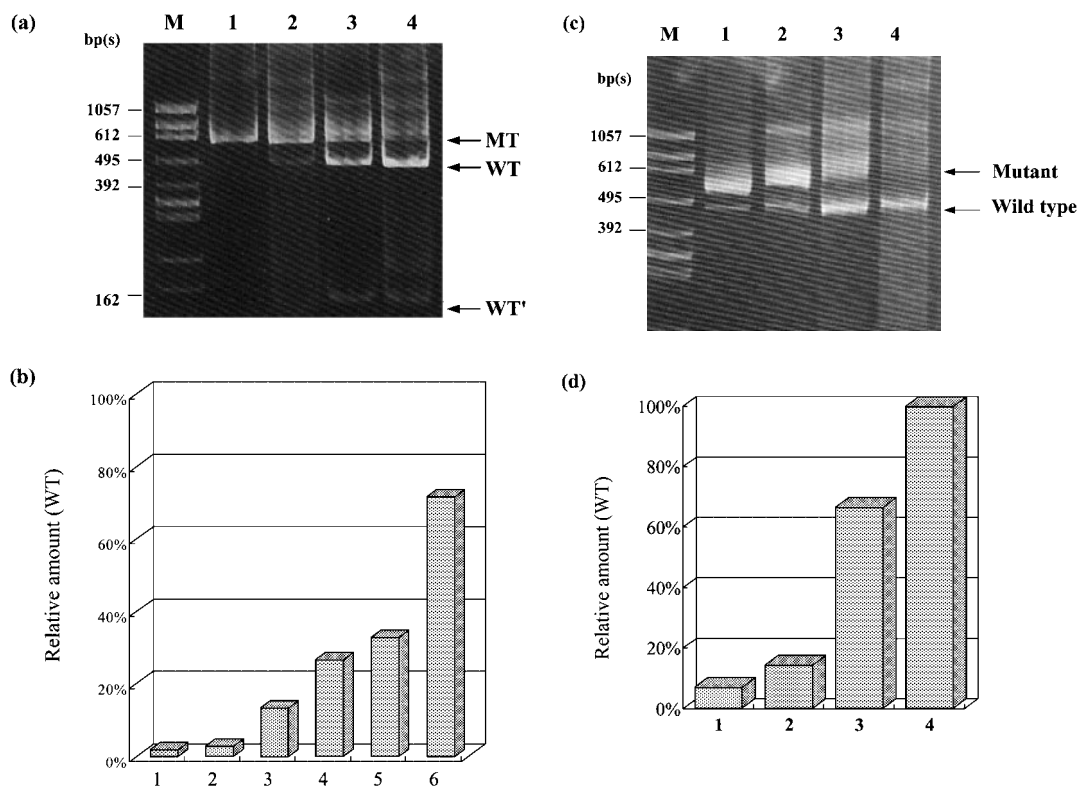 (a)
M 1 2 3 4
bp(s)
1057
612
495
392
162
MT
WT
WT'
(c)
M 1 2 3 4
bp(s)
1057
612
495
392
Mutant
Wild type
(b)
100%
80%
60%
40%
20%
0%
Relative amount (WT)
1 2 3 4 5 6
(d)
100%
80%
60%
40%
20%
0%
Relative amount (WT)
1 2 3 4